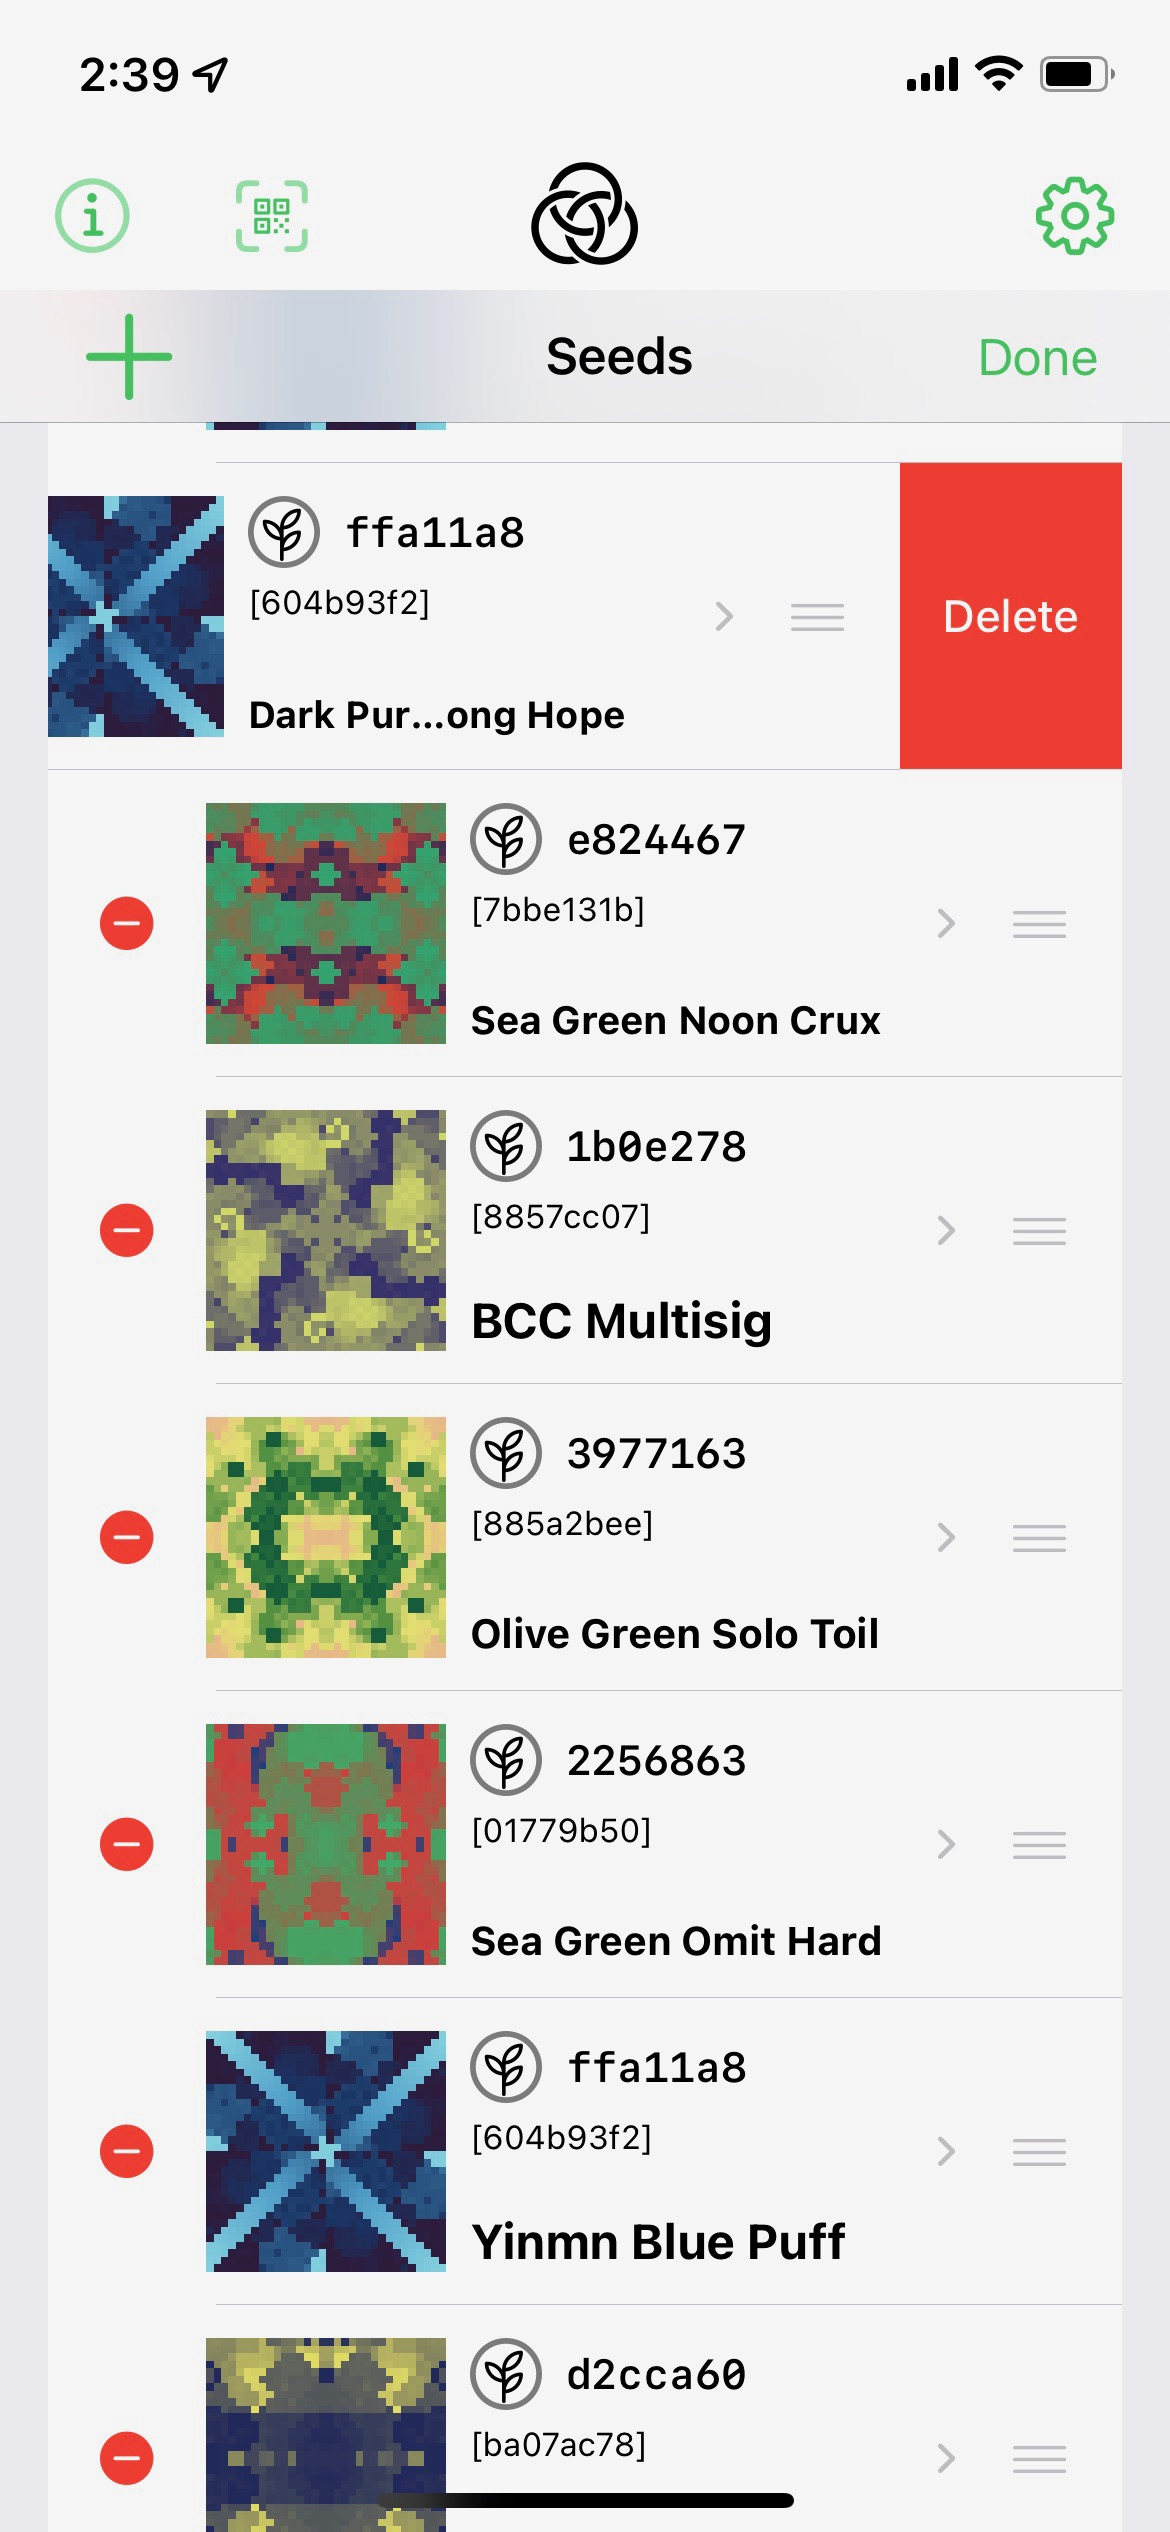 2:39
Seeds
Done
ffa11a8
[604b93f2]
Delete
Dark Pur...ong Hope
e824467
[7bbe131b]
Sea Green Noon Crux
1b0e278
[8857cc07]
BCC Multisig
3977163
[885a2bee]
Olive Green Solo Toil
2256863
[01779b50]
Sea Green Omit Hard
ffa11a8
[604b93f2]
Yinmn Blue Puff
d2cca60
[ba07ac78]